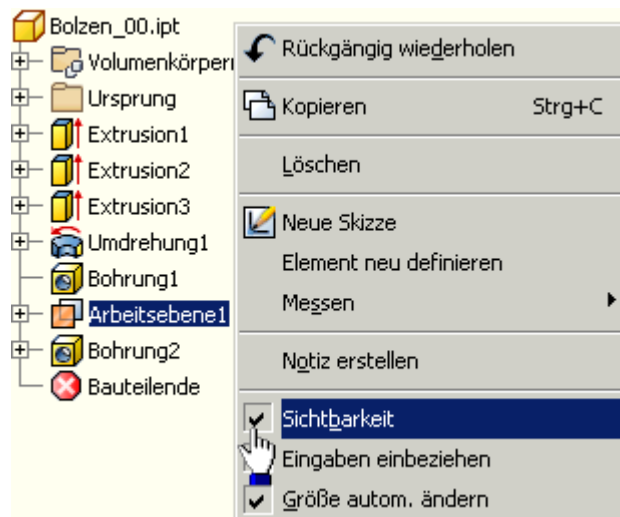 Bolzen_00.ipt
Volumenkörper
Ursprung
Extrusion1
Extrusion2
Extrusion3
Umdrehung1
Bohrung1
Arbeitsebene1
Bohrung2
Bauteilende
Rückgängig wiederholen
Kopieren Strg+C
Löschen
Neue Skizze
Element neu definieren
Messen
Notiz erstellen
Sichtbarkeit
Eingaben einbeziehen
Größe autom. ändern